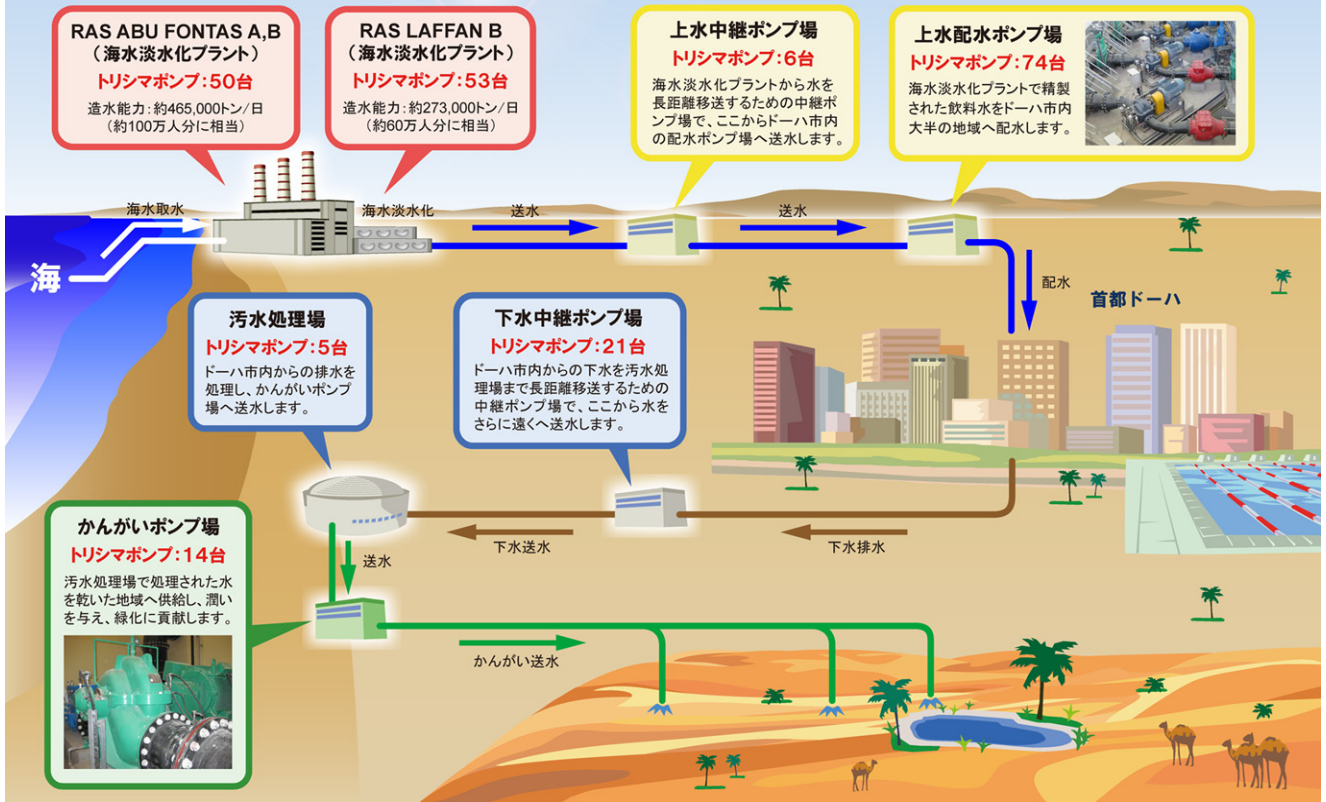 RAS ABU FONTAS A,B
（海水淡水化プラント）
トリシマポンプ：50台
造水能力：約465,000トン/日
（約100万人分に相当）
RAS LAFFAN B
（海水淡水化プラント）
トリシマポンプ：53台
造水能力：約273,000トン/日
（約60万人分に相当）
上水中継ポンプ場
トリシマポンプ：6台
海水淡水化プラントから水を
長距離移送するための中継ポ
ンプ場で、ここからドーハ市内
の配水ポンプ場へ送水します。
上水配水ポンプ場
トリシマポンプ：74台
海水淡水化プラントで精製
された飲料水をドーハ市内
大半の地域へ配水します。
海水取水
海水淡水化
送水
送水
海
配水
首都ドーハ
汚水処理場
トリシマポンプ：5台
ドーハ市内からの排水を
処理し、かんがいポンプ
場へ送水します。
下水中継ポンプ場
トリシマポンプ：21台
ドーハ市内からの下水を汚水処
理場まで長距離移送するための
中継ポンプ場で、ここから水を
さらに遠くへ送水します。
下水送水
下水排水
かんがいポンプ場
トリシマポンプ：14台
汚水処理場で処理された水
を乾いた地域へ供給し、潤い
を与え、緑化に貢献します。
送水
かんがい送水